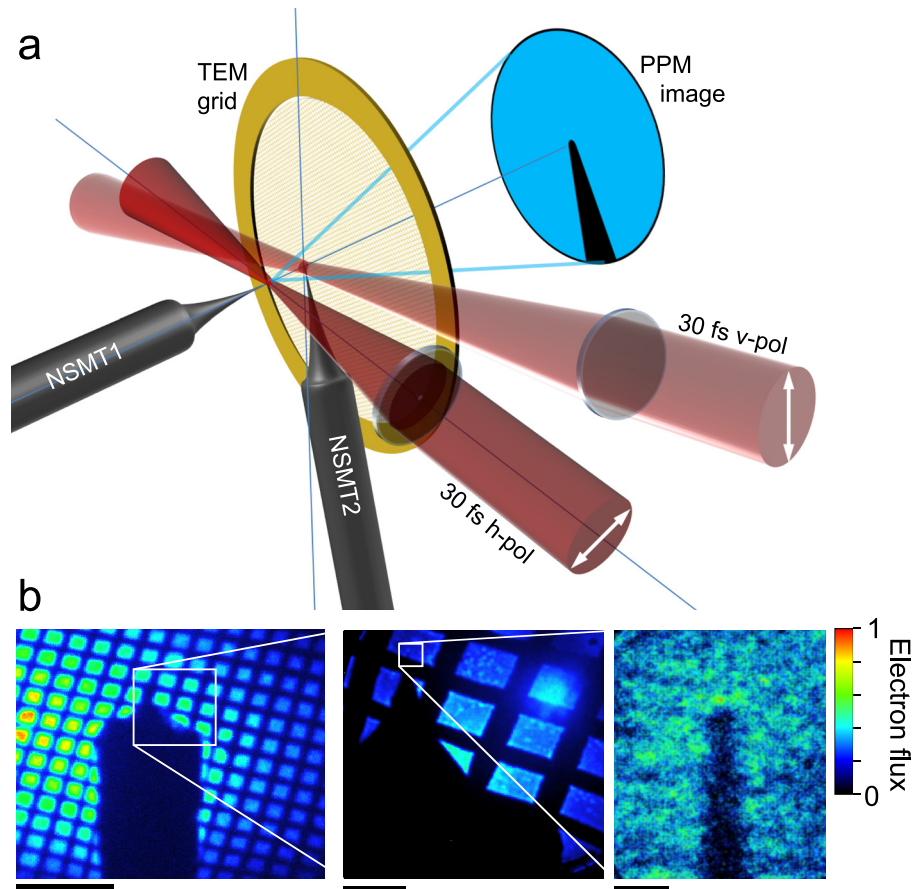 a
TEM
grid
PPM
image
NSMT1
NSMT2
30 fs v-pol
30 fs h-pol
b
1
Electron flux
0